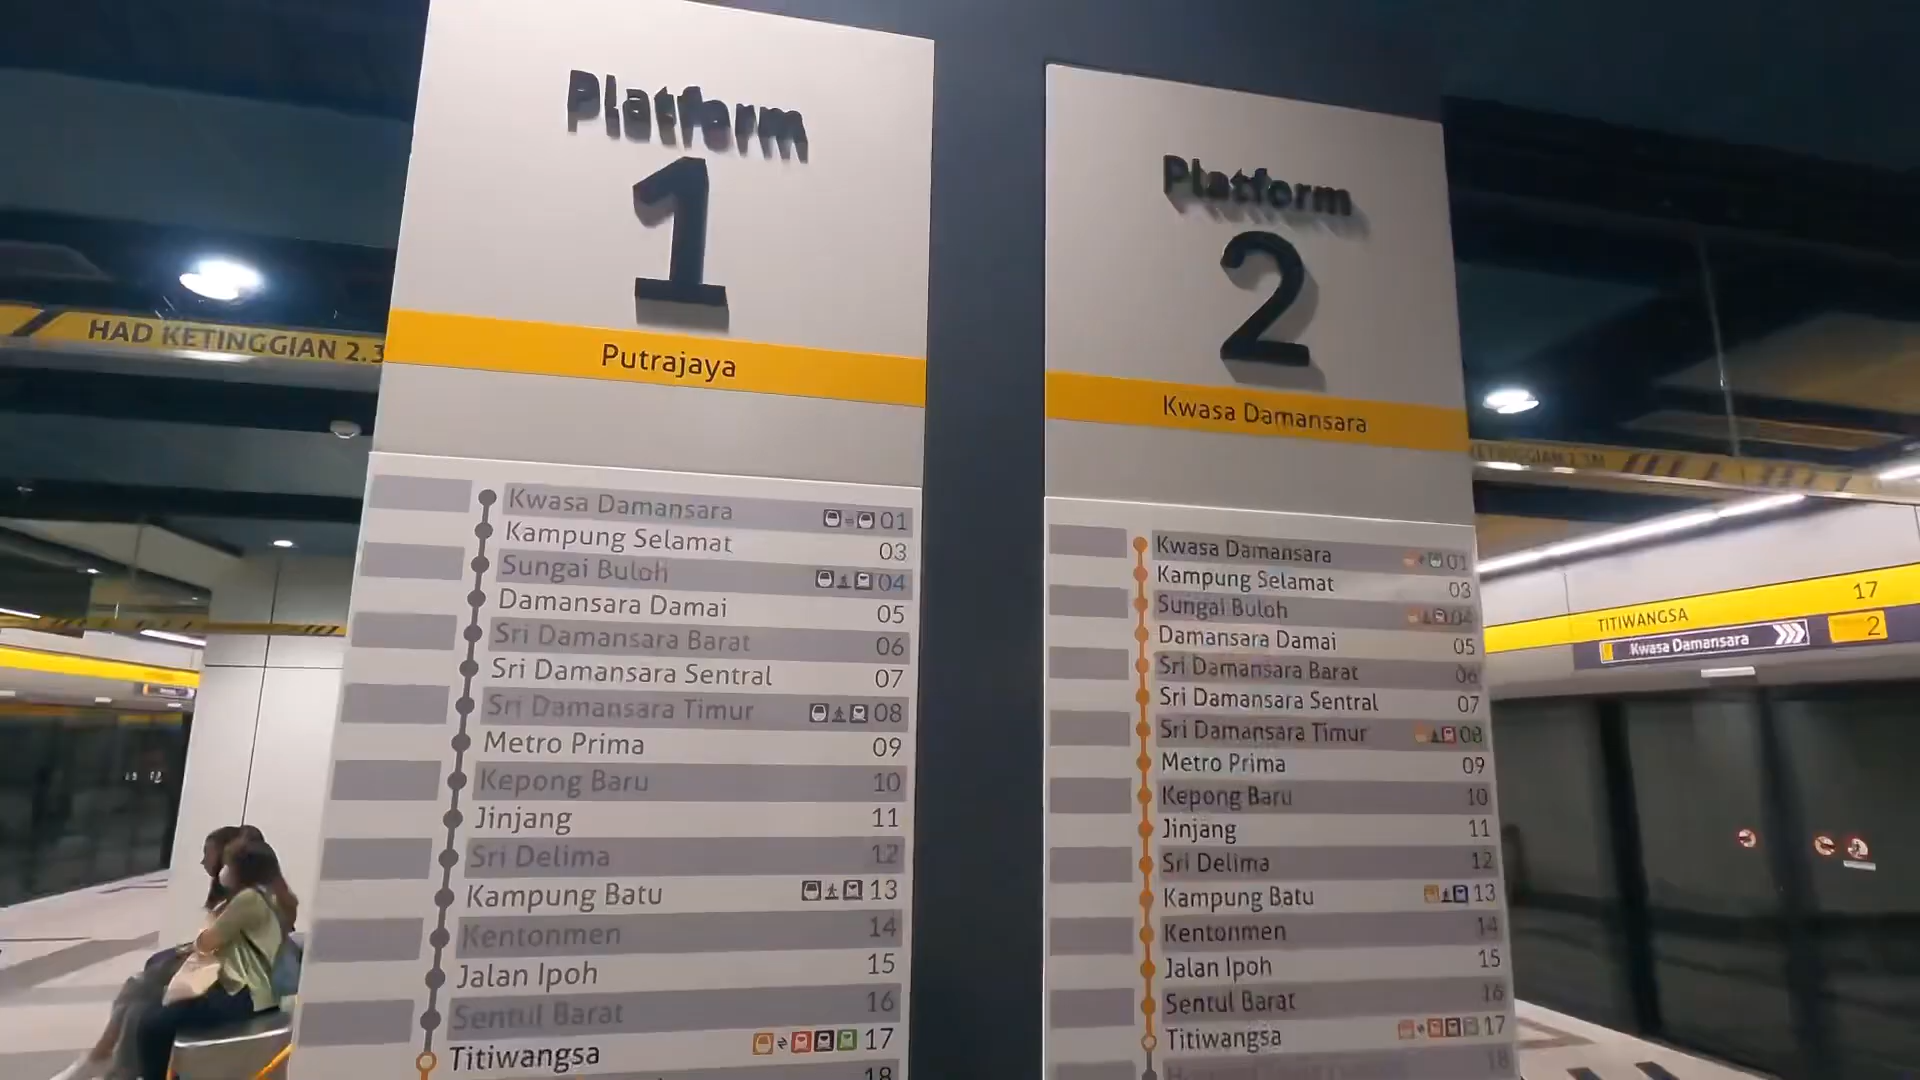 Platform
1
Putrajaya
Kwasa Damansara 01
Kampung Selamat 03
Sungai Buloh 04
Damansara Damai 05
Sri Damansara Barat 06
Sri Damansara Sentral 07
Sri Damansara Timur 08
Metro Prima 09
Kepong Baru 10
Jinjang 11
Sri Delima 12
Kampung Batu 13
Kentonmen 14
Jalan Ipoh 15
Sentul Barat 16
Titiwangsa 17
18
Platform
2
Kwasa Damansara
Kwasa Damansara 01
Kampung Selamat 03
Sungai Buloh 04
Damansara Damai 05
Sri Damansara Barat 06
Sri Damansara Sentral 07
Sri Damansara Timur 08
Metro Prima 09
Kepong Baru 10
Jinjang 11
Sri Delima 12
Kampung Batu 13
Kentonmen 14
Jalan Ipoh 15
Sentul Barat 16
Titiwangsa 17
18
HAD KETINGGIAN 2.3
KETINGGIAN 2.3M
TITIWANGSA 17
Kwasa Damansara 2